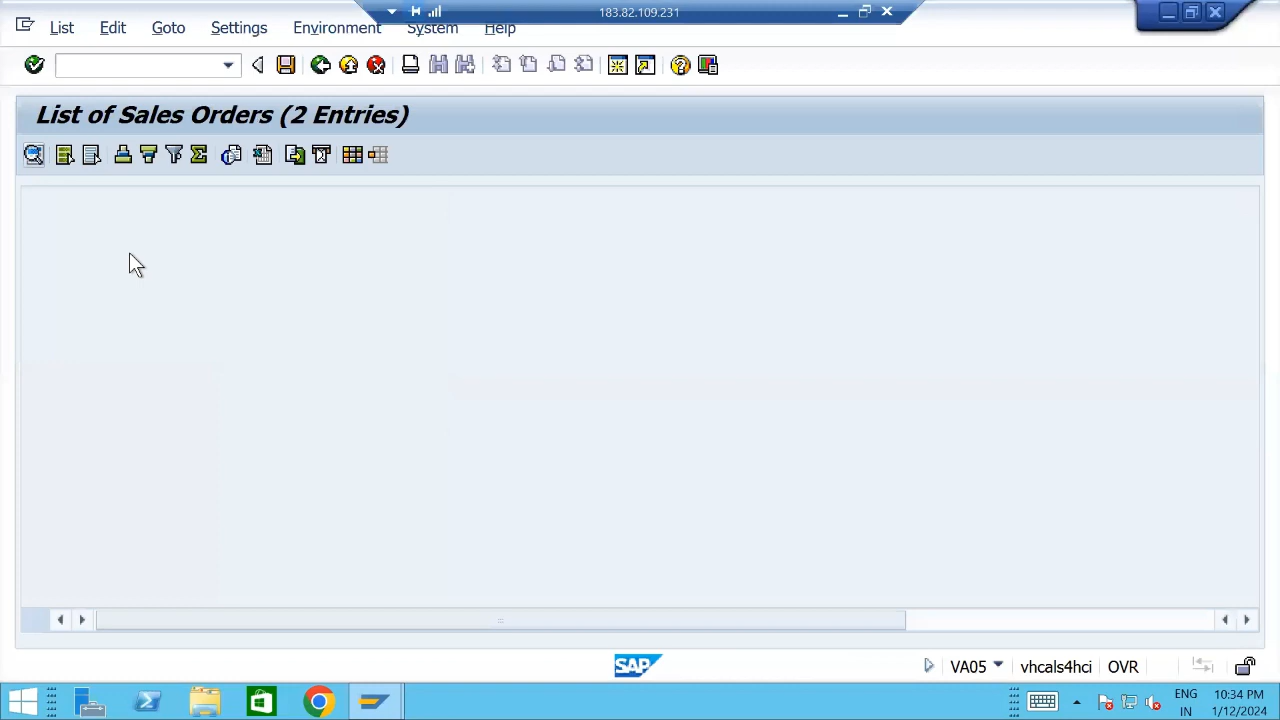 183.82.109.231
List Edit Goto Settings Environment System Help
List of Sales Orders (2 Entries)
SAP
VA05 vhcals4hci OVR
ENG 10:34 PM
IN 1/12/2024